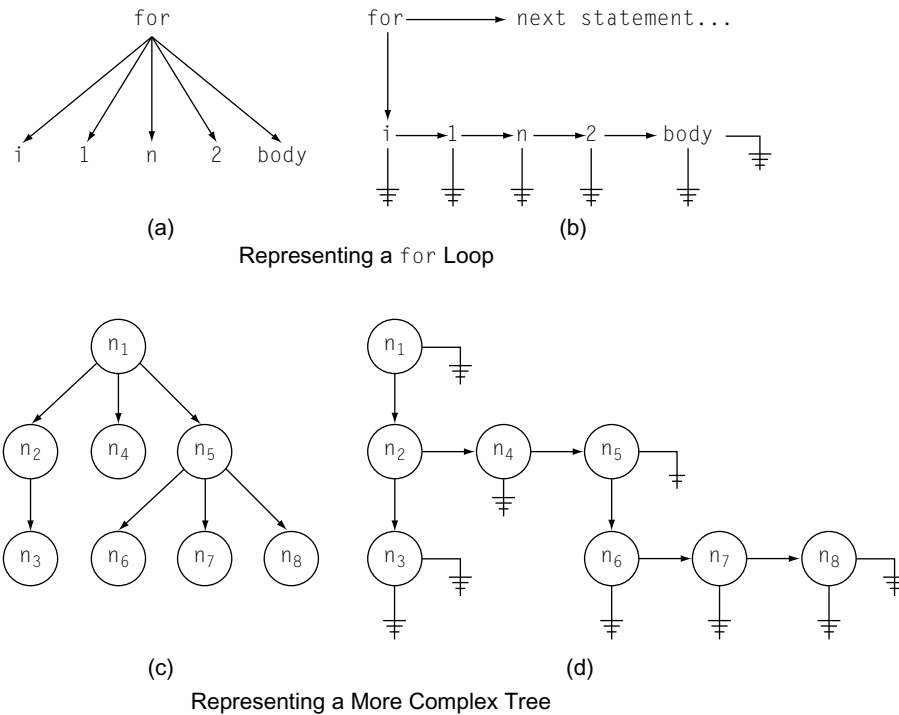 for
i 1 n 2 body
(a)
for next statement...
i 1 n 2 body
(b)
Representing a for Loop
n1
n2 n4 n5
n3 n6 n7 n8
(c)
n1
n2 n4 n5
n3 n6 n7 n8
(d)
Representing a More Complex Tree